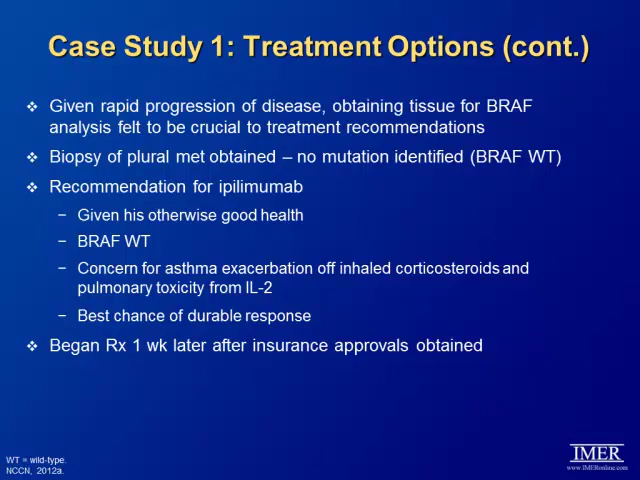 Case Study 1: Treatment Options (cont.)
❖ Given rapid progression of disease, obtaining tissue for BRAF
analysis felt to be crucial to treatment recommendations
❖ Biopsy of plural met obtained – no mutation identified (BRAF WT)
❖ Recommendation for ipilimumab
− Given his otherwise good health
− BRAF WT
− Concern for asthma exacerbation off inhaled corticosteroids and
pulmonary toxicity from IL-2
− Best chance of durable response
❖ Began Rx 1 wk later after insurance approvals obtained
WT = wild-type.
NCCN, 2012a.
IMER
www.IMERonline.com